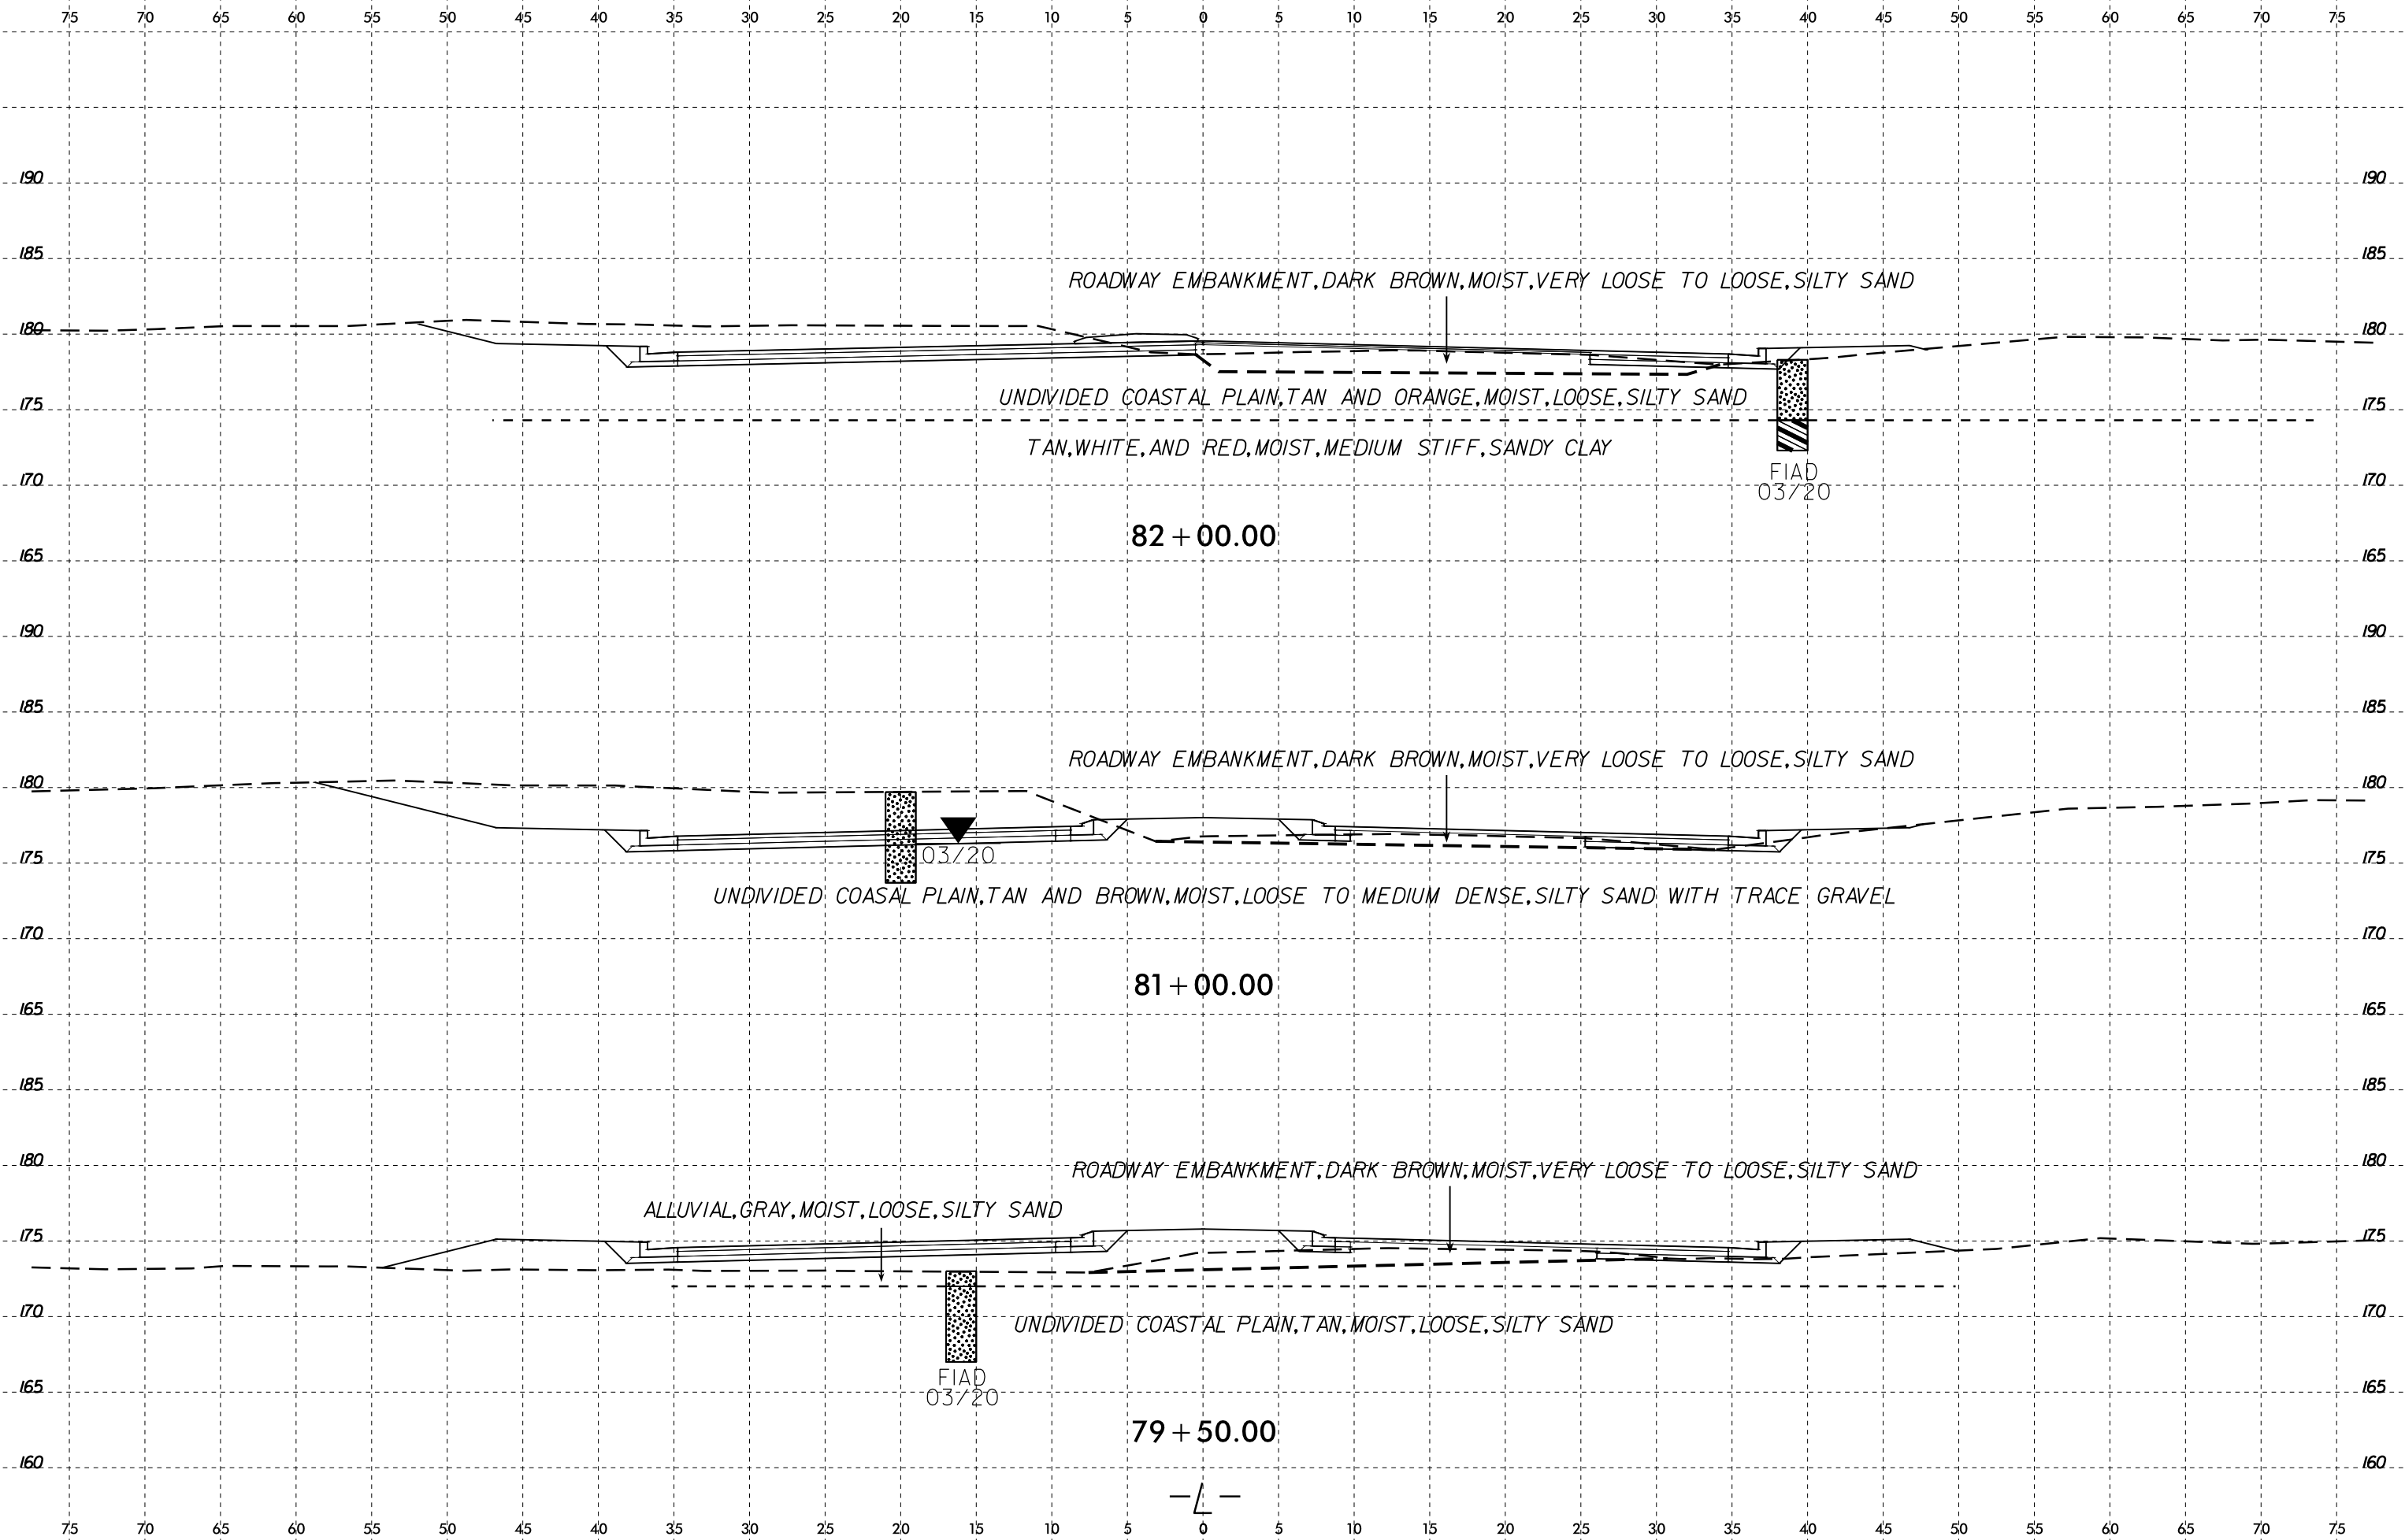 75 70 65 60 55 50 45 40 35 30 25 20 15 10 5 0 5 10 15 20 25 30 35 40 45 50 55 60 65 70 75
190 190
185 185
ROADWAY EMBANKMENT,DARK BROWN,MOIST,VERY LOOSE TO LOOSE,SILTY SAND
180 180
UNDIVIDED COASTAL PLAIN,TAN AND ORANGE,MOIST,LOOSE,SILTY SAND
175 175
TAN,WHITE,AND RED,MOIST,MEDIUM STIFF,SANDY CLAY
FIAD
170 170
03/20
82+00.00
165 165
190 190
185 185
ROADWAY EMBANKMENT,DARK BROWN,MOIST,VERY LOOSE TO LOOSE,SILTY SAND
180 180
03/20
175 175
UNDIVIDED COASAL PLAIN,TAN AND BROWN,MOIST,LOOSE TO MEDIUM DENSE,SILTY SAND WITH TRACE GRAVEL
170 170
81+00.00
165 165
185 185
180 180
ROADWAY EMBANKMENT,DARK BROWN,MOIST,VERY LOOSE TO LOOSE,SILTY SAND
ALLUVIAL,GRAY,MOIST,LOOSE,SILTY SAND
175 175
170 170
UNDIVIDED COASTAL PLAIN,TAN,MOIST,LOOSE,SILTY SAND
FIAD
165 165
03/20
79+50.00
160 160
-L-
75 70 65 60 55 50 45 40 35 30 25 20 15 10 5 0 5 10 15 20 25 30 35 40 45 50 55 60 65 70 75